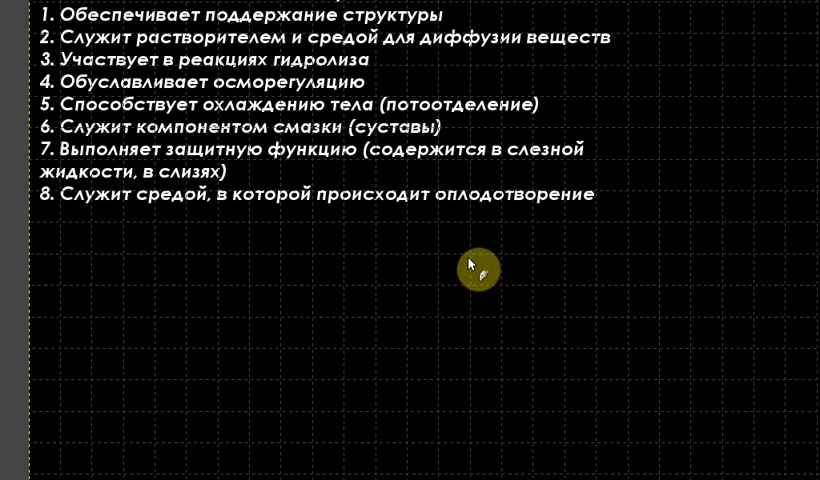 1. Обеспечивает поддержание структуры
2. Служит растворителем и средой для диффузии веществ
3. Участвует в реакциях гидролиза
4. Обуславливает осморегуляцию
5. Способствует охлаждению тела (потоотделение)
6. Служит компонентом смазки (суставы)
7. Выполняет защитную функцию (содержится в слезной
жидкости, в слизях)
8. Служит средой, в которой происходит оплодотворение